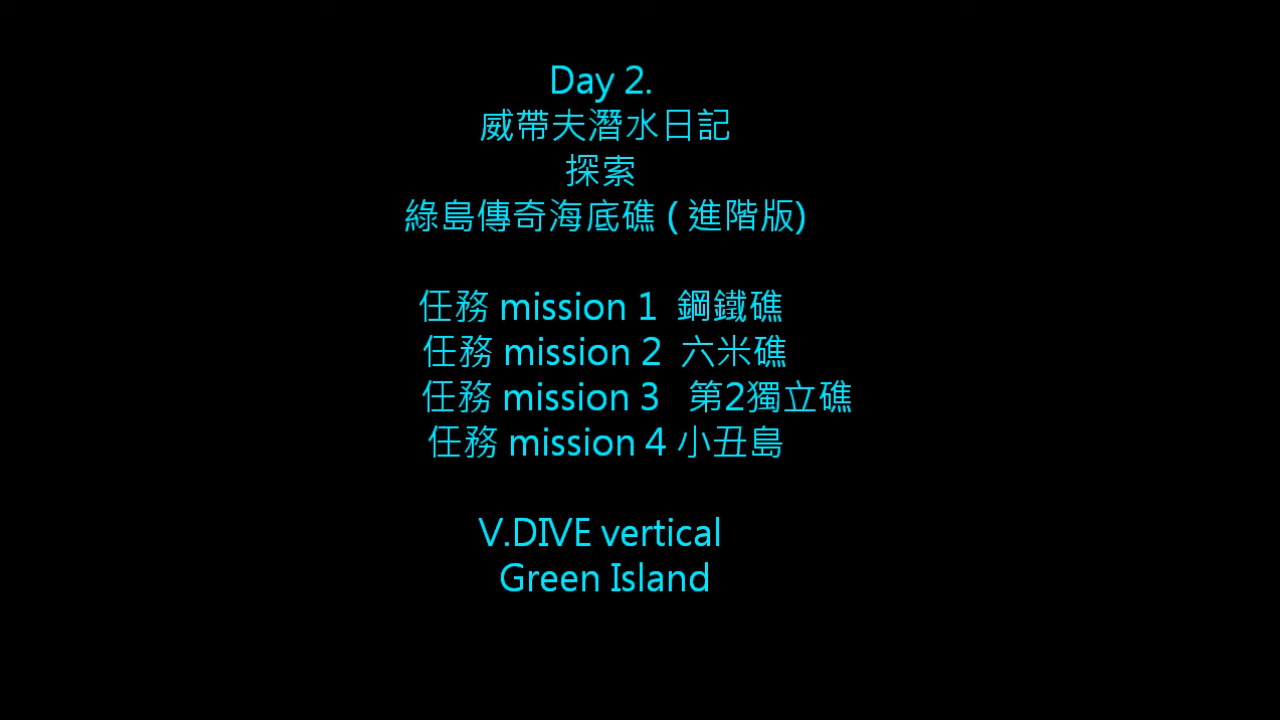 Day 2.
威帶夫潛水日記
探索
綠島傳奇海底礁 ( 進階版)
任務 mission 1 鋼鐵礁
任務 mission 2 六米礁
任務 mission 3 第2獨立礁
任務 mission 4 小丑島
V.DIVE vertical
Green Island